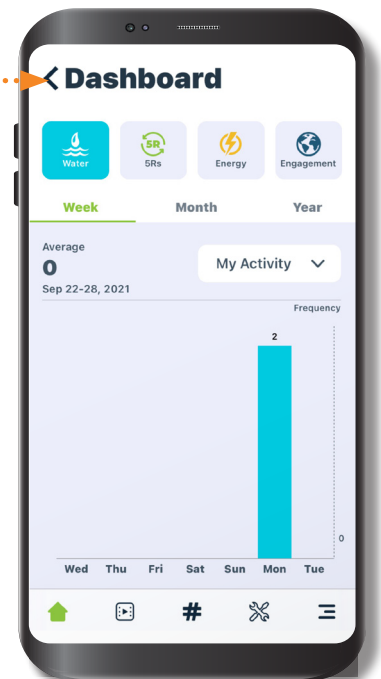 Dashboard
5R
Water
5Rs
Energy
Engagement
Week
Month
Year
Average
0
My Activity
Sep 22-28, 2021
Frequency
2
0
Wed Thu Fri Sat Sun Mon Tue
#